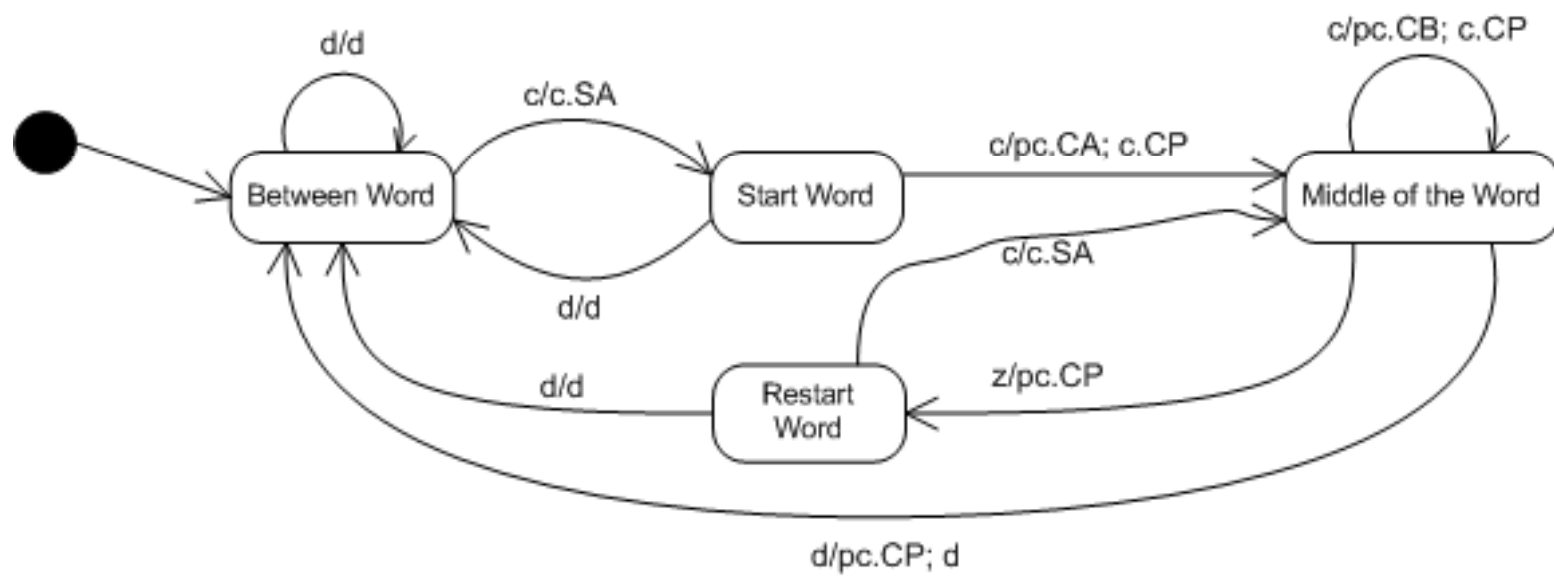 c/pc.CB; c.CP
d/d
c/c.SA
c/pc.CA; c.CP
Between Word
Start Word
Middle of the Word
c/c.SA
d/d
z/pc.CP
d/d
Restart
Word
d/pc.CP; d